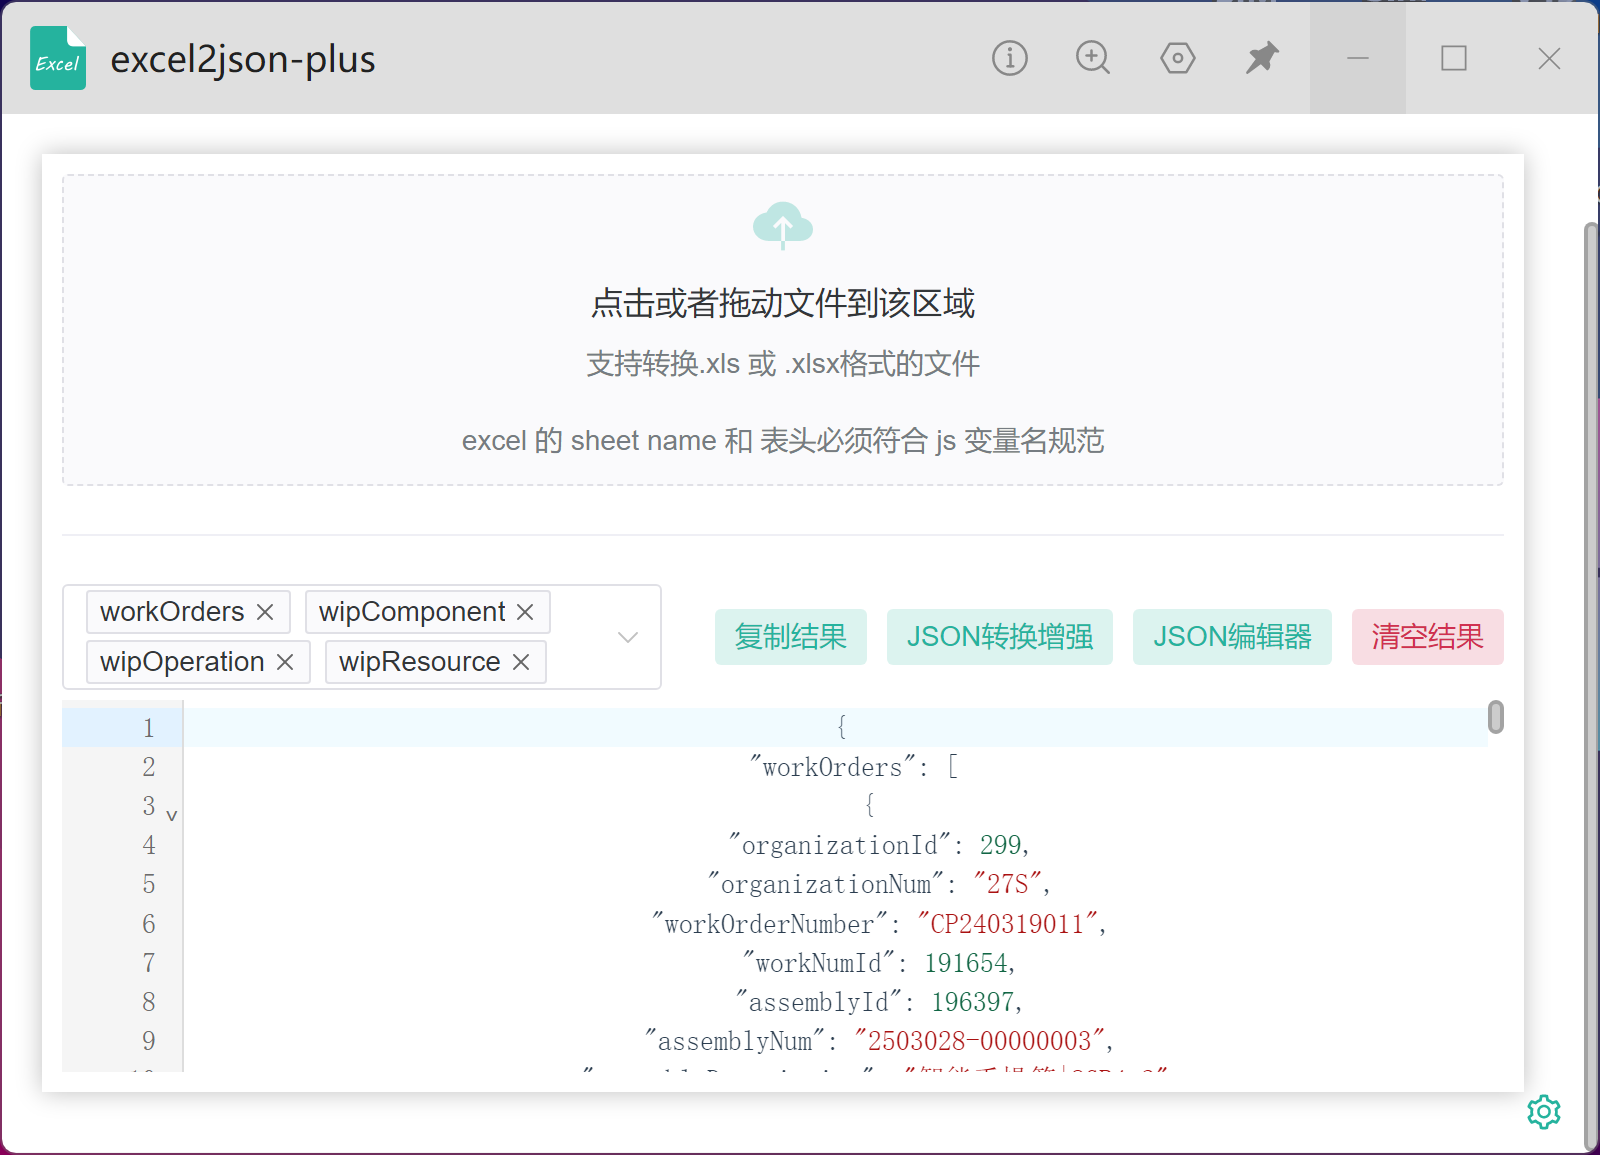 Excel
excel2json-plus
点击或者拖动文件到该区域
支持转换.xls 或 .xlsx格式的文件
excel 的 sheet name 和 表头必须符合 js 变量名规范
workOrders
wipComponent
wipOperation
wipResource
复制结果
JSON转换增强
JSON编辑器
清空结果
1 {
2 "workOrders": [
3 {
4 "organizationId": 299,
5 "organizationNum": "27S",
6 "workOrderNumber": "CP240319011",
7 "workNumId": 191654,
8 "assemblyId": 196397,
9 "assemblyNum": "2503028-00000003",